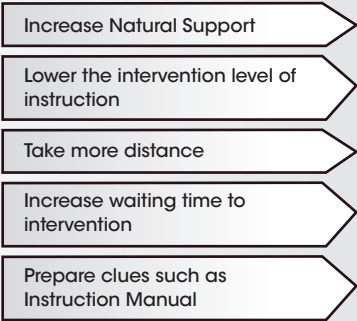 Increase Natural Support
Lower the intervention level of
instruction
Take more distance
Increase waiting time to
intervention
Prepare clues such as
Instruction Manual